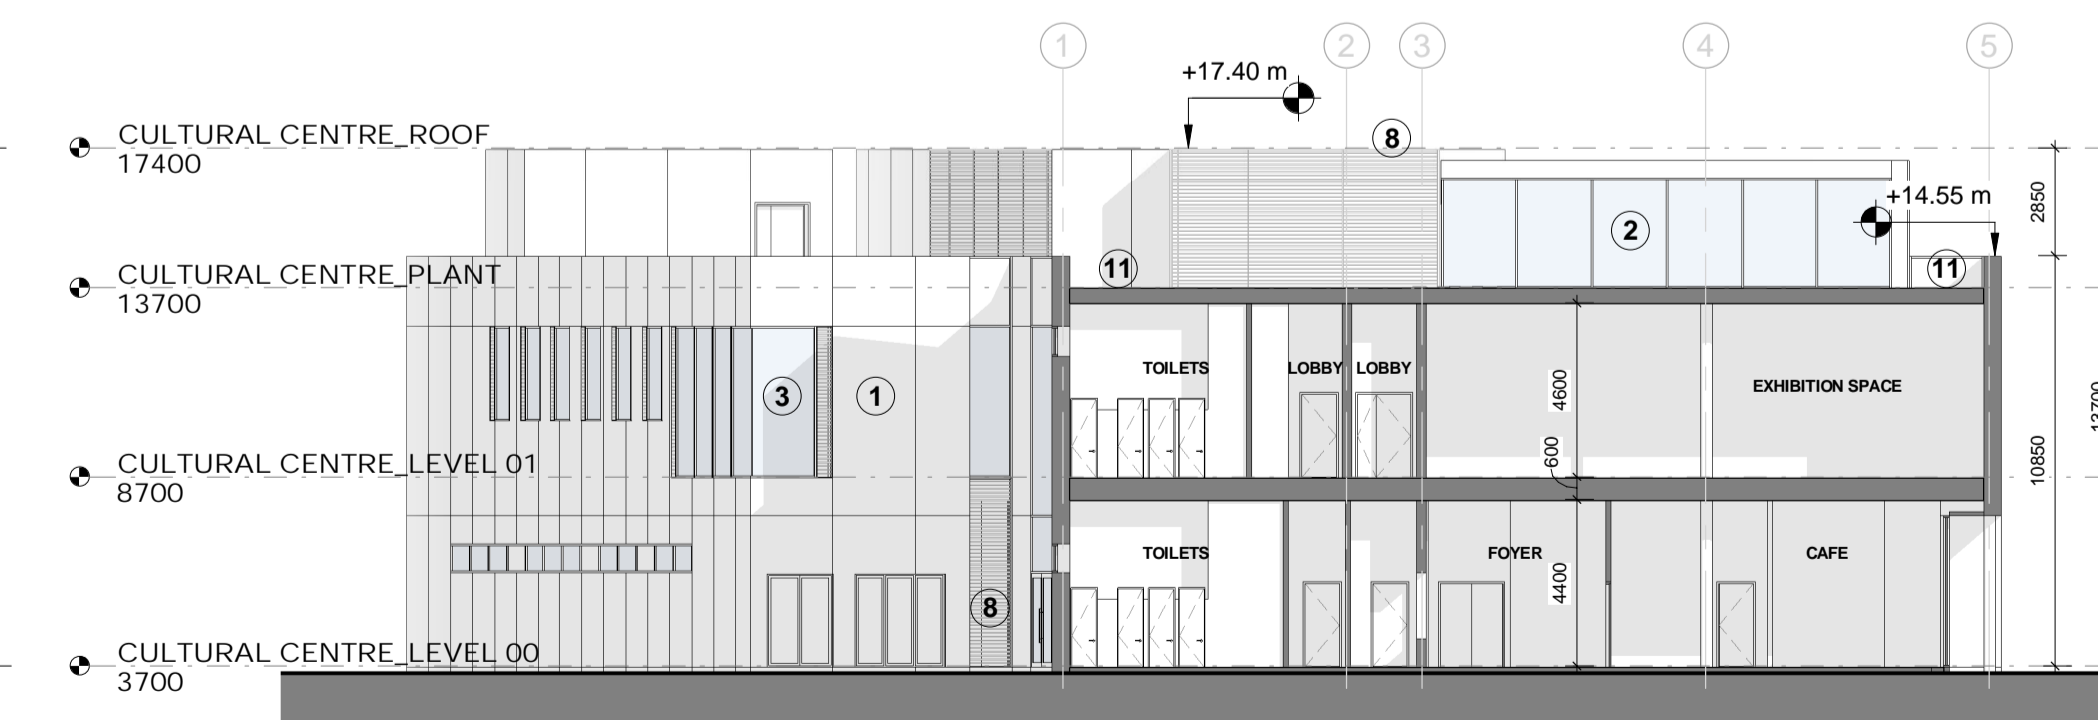 1
2
3
4
5
+17.40 m
8
CULTURAL CENTRE_ROOF
17400
+14.55 m
2850
2
11
11
CULTURAL CENTRE_PLANT
13700
TOILETS
LOBBY
LOBBY
EXHIBITION SPACE
3
1
4600
13700
CULTURAL CENTRE_LEVEL 01
8700
600
10850
TOILETS
FOYER
CAFE
4400
8
CULTURAL CENTRE_LEVEL 00
3700